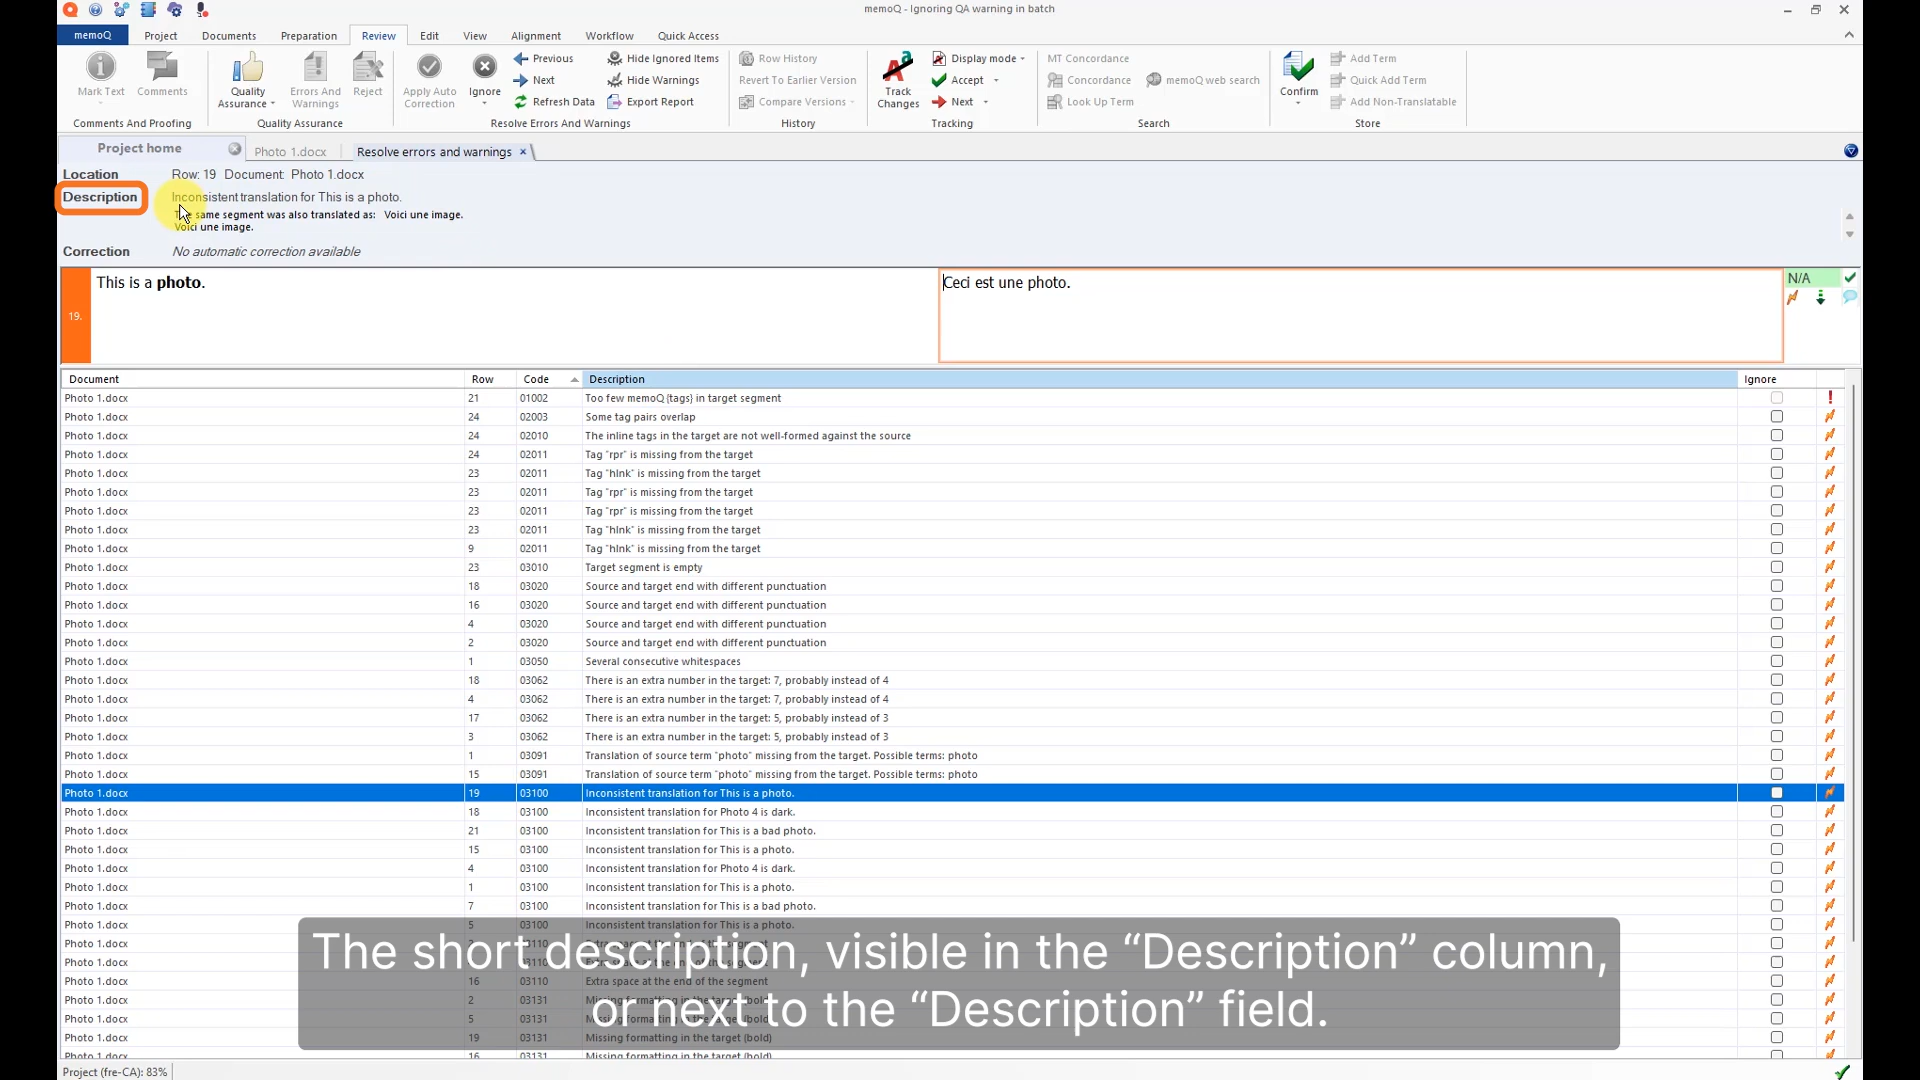 memoQ - Ignoring QA warning in batch
memoQ Project Documents Preparation Review Edit View Alignment Workflow Quick Access
Mark Text Comments
Comments And Proofing
Quality Assurance Errors And Warnings Reject
Quality Assurance
Apply Auto Correction Ignore
Previous Hide Ignored Items
Next Hide Warnings
Refresh Data Export Report
Resolve Errors And Warnings
Row History
Revert To Earlier Version
Compare Versions
History
Track Changes
Display mode
Accept
Next
Tracking
MT Concordance
Concordance memoQ web search
Look Up Term
Search
Confirm
Add Term
Quick Add Term
Add Non-Translatable
Store
Project home Photo 1.docx Resolve errors and warnings ×
Location Row: 19 Document: Photo 1.docx
Description Inconsistent translation for This is a photo.
same segment was also translated as: Voici une image.
Voici une image.
Correction No automatic correction available
19. This is a photo. Ceci est une photo. N/A
Document Row Code Description Ignore
Photo 1.docx 21 01002 Too few memoQ {tags} in target segment
Photo 1.docx 24 02003 Some tag pairs overlap
Photo 1.docx 24 02010 The inline tags in the target are not well-formed against the source
Photo 1.docx 24 02011 Tag "rpr" is missing from the target
Photo 1.docx 23 02011 Tag "hlnk" is missing from the target
Photo 1.docx 23 02011 Tag "rpr" is missing from the target
Photo 1.docx 23 02011 Tag "rpr" is missing from the target
Photo 1.docx 23 02011 Tag "hlnk" is missing from the target
Photo 1.docx 9 02011 Tag "hlnk" is missing from the target
Photo 1.docx 23 03010 Target segment is empty
Photo 1.docx 18 03020 Source and target end with different punctuation
Photo 1.docx 16 03020 Source and target end with different punctuation
Photo 1.docx 4 03020 Source and target end with different punctuation
Photo 1.docx 2 03020 Source and target end with different punctuation
Photo 1.docx 1 03050 Several consecutive whitespaces
Photo 1.docx 18 03062 There is an extra number in the target: 7, probably instead of 4
Photo 1.docx 4 03062 There is an extra number in the target: 7, probably instead of 4
Photo 1.docx 17 03062 There is an extra number in the target: 5, probably instead of 3
Photo 1.docx 3 03062 There is an extra number in the target: 5, probably instead of 3
Photo 1.docx 1 03091 Translation of source term "photo" missing from the target. Possible terms: photo
Photo 1.docx 15 03091 Translation of source term "photo" missing from the target. Possible terms: photo
Photo 1.docx 19 03100 Inconsistent translation for This is a photo.
Photo 1.docx 18 03100 Inconsistent translation for Photo 4 is dark.
Photo 1.docx 21 03100 Inconsistent translation for This is a bad photo.
Photo 1.docx 15 03100 Inconsistent translation for This is a photo.
Photo 1.docx 4 03100 Inconsistent translation for Photo 4 is dark.
Photo 1.docx 1 03100 Inconsistent translation for This is a photo.
Photo 1.docx 7 03100 Inconsistent translation for This is a bad photo.
Photo 1.docx 5 03100 Inconsistent translation for This is a photo.
Photo 1.docx
Photo 1.docx
Photo 1.docx 16 03110 Extra space at the end of the segment
Photo 1.docx 2 03131
Photo 1.docx 5 03131
Photo 1.docx 19 03131 Missing formatting in the target (bold)
Photo 1.docx 16 03131 Missing formatting in the target (bold)
The short description, visible in the “Description” column,
or next to the “Description” field.
Project (fre-CA): 83%